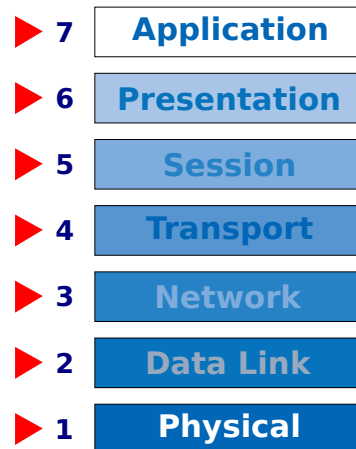 7 Application
6 Presentation
5 Session
4 Transport
3 Network
2 Data Link
1 Physical